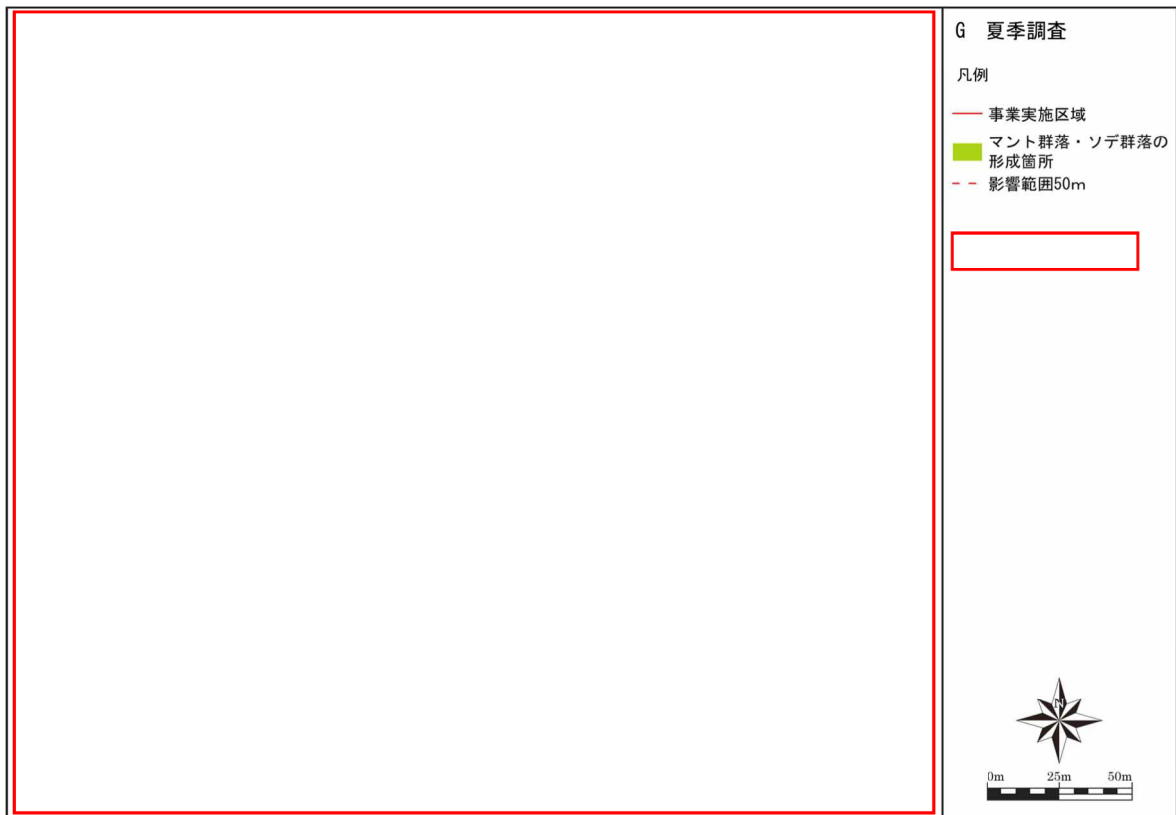 G 夏季調査
凡例
事業実施区域
マント群落・ソデ群落の
形成箇所
影響範囲50m
N
0m 25m 50m